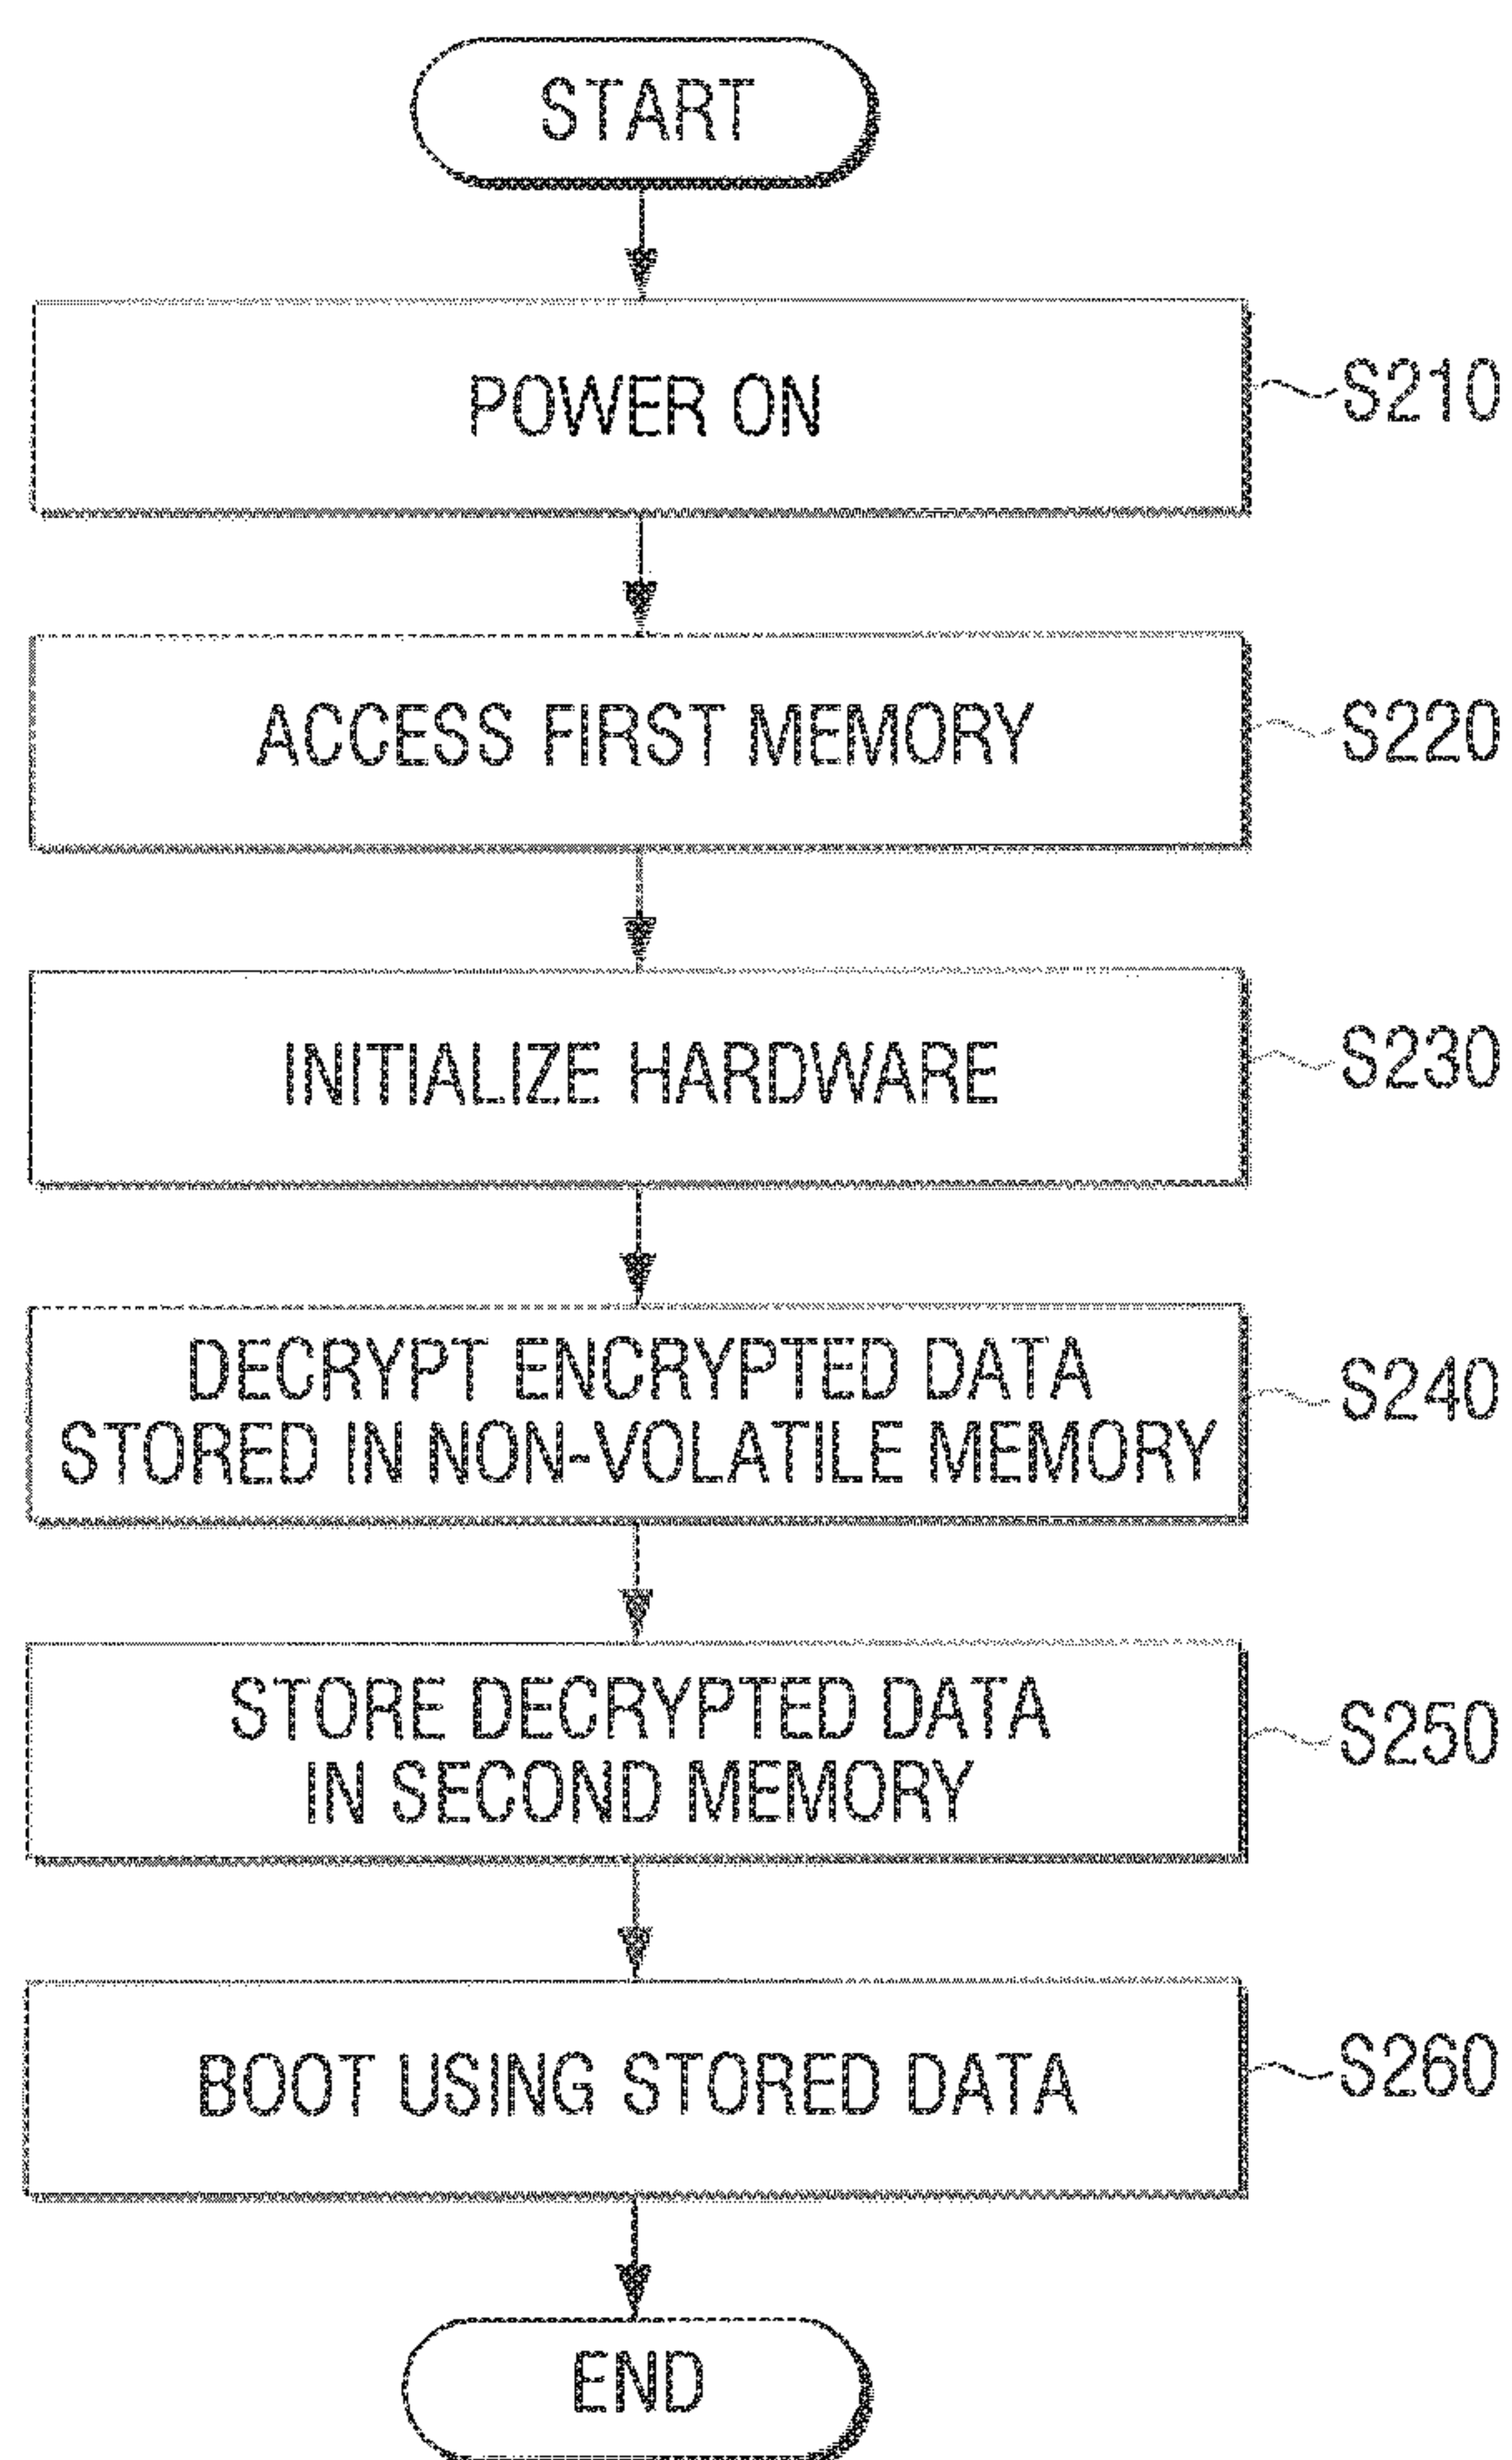 START
POWER ON
S210
ACCESS FIRST MEMORY
S220
INITIALIZE HARDWARE
S230
DECRYPT ENCRYPTED DATA
STORED IN NON-VOLATILE MEMORY
S240
STORE DECRYPTED DATA
IN SECOND MEMORY
S250
BOOT USING STORED DATA
S260
END